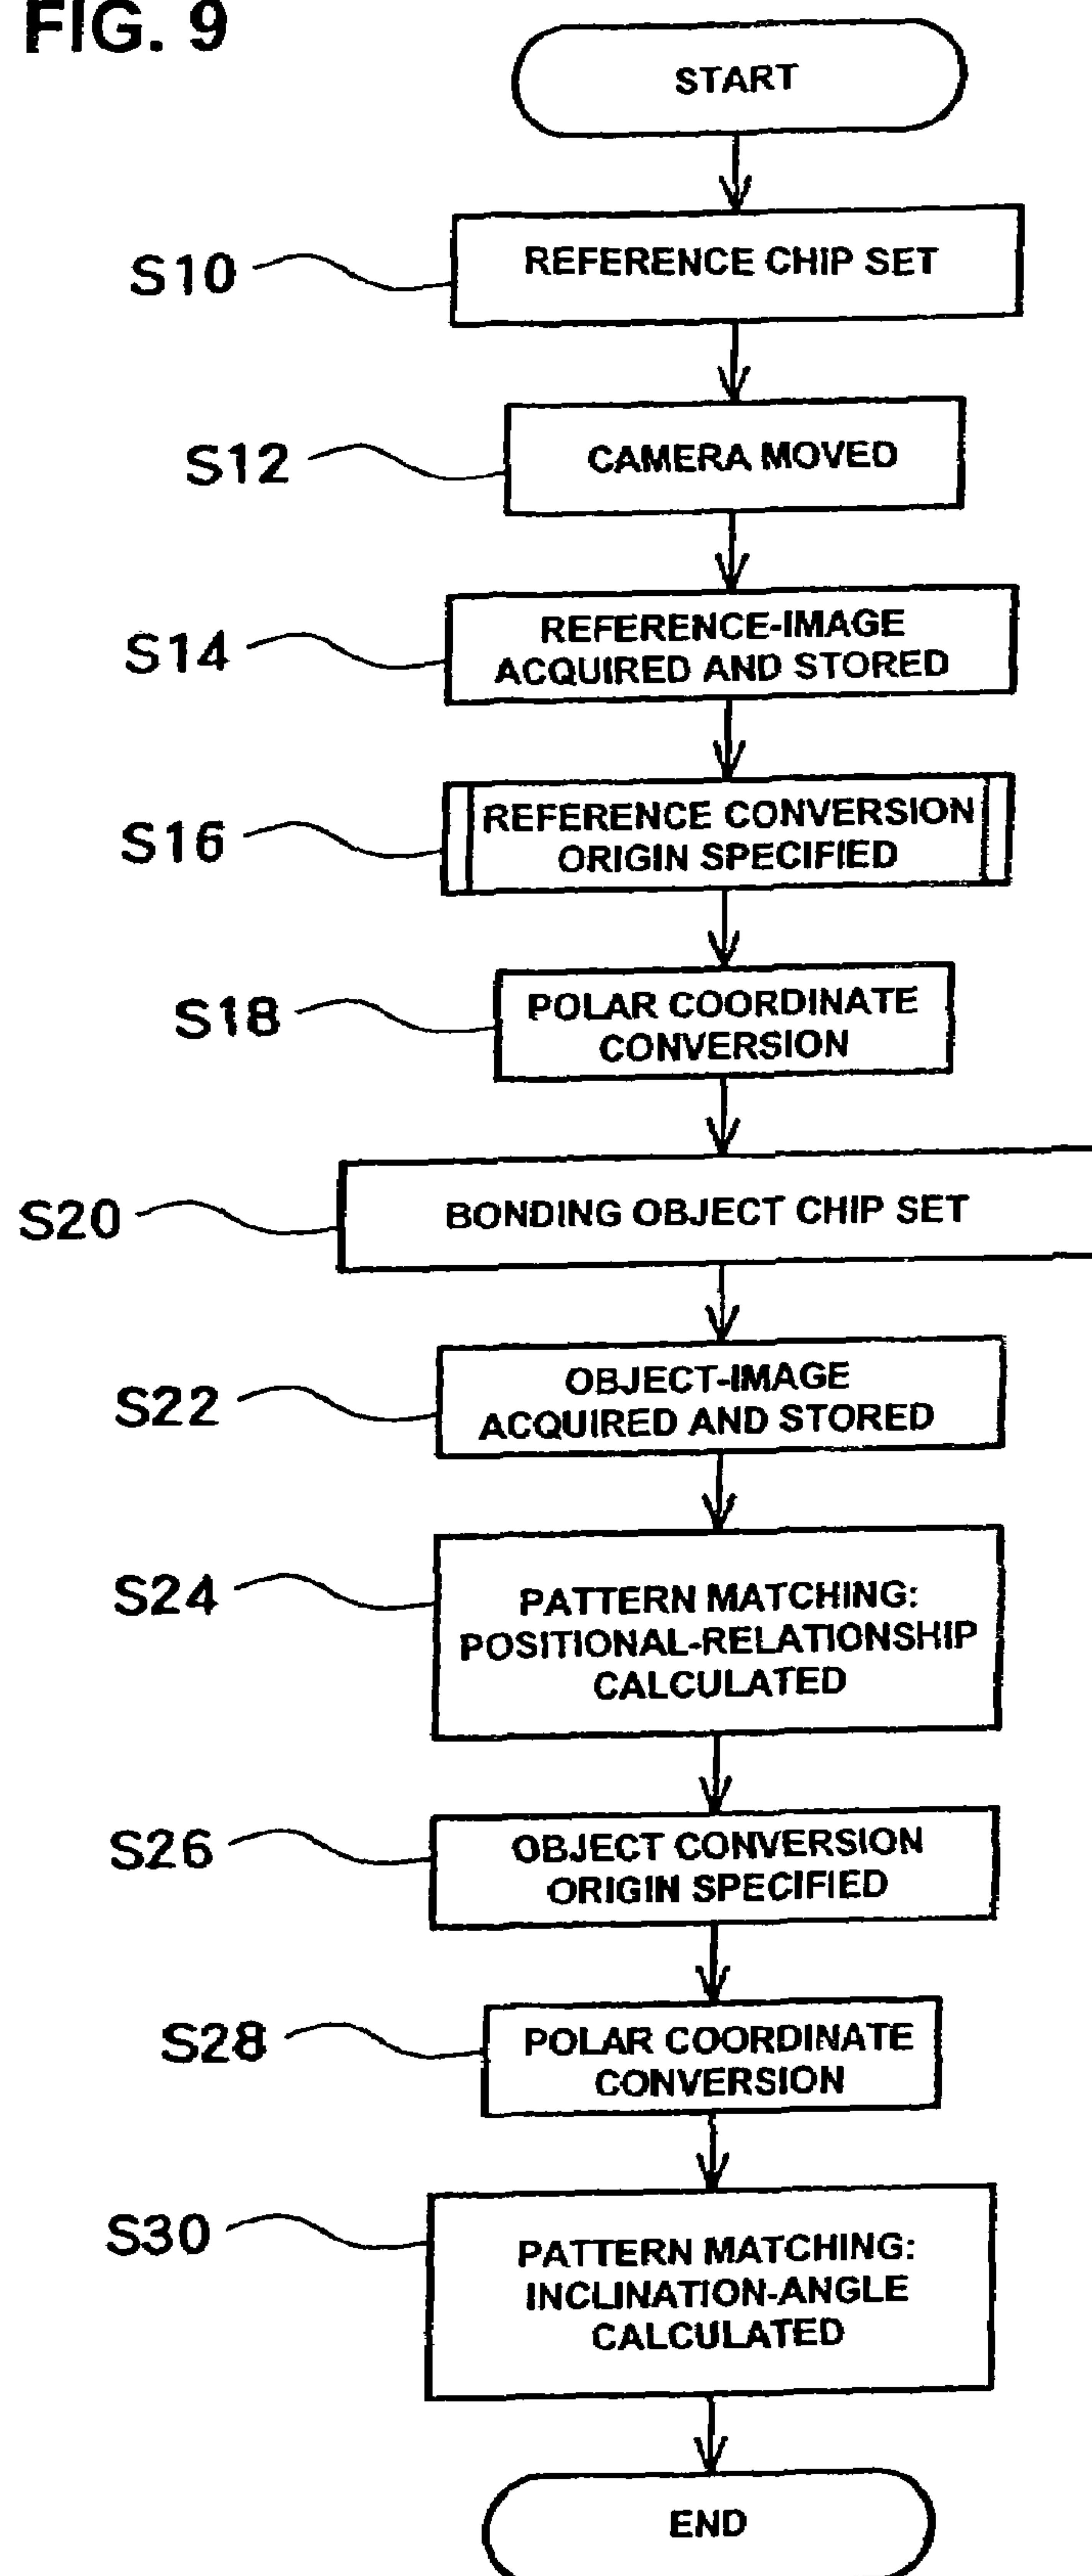 FIG. 9
START
S10
REFERENCE CHIP SET
S12
CAMERA MOVED
S14
REFERENCE-IMAGE
ACQUIRED AND STORED
S16
REFERENCE CONVERSION
ORIGIN SPECIFIED
S18
POLAR COORDINATE
CONVERSION
S20
BONDING OBJECT CHIP SET
S22
OBJECT-IMAGE
ACQUIRED AND STORED
S24
PATTERN MATCHING:
POSITIONAL-RELATIONSHIP
CALCULATED
S26
OBJECT CONVERSION
ORIGIN SPECIFIED
S28
POLAR COORDINATE
CONVERSION
S30
PATTERN MATCHING:
INCLINATION-ANGLE
CALCULATED
END